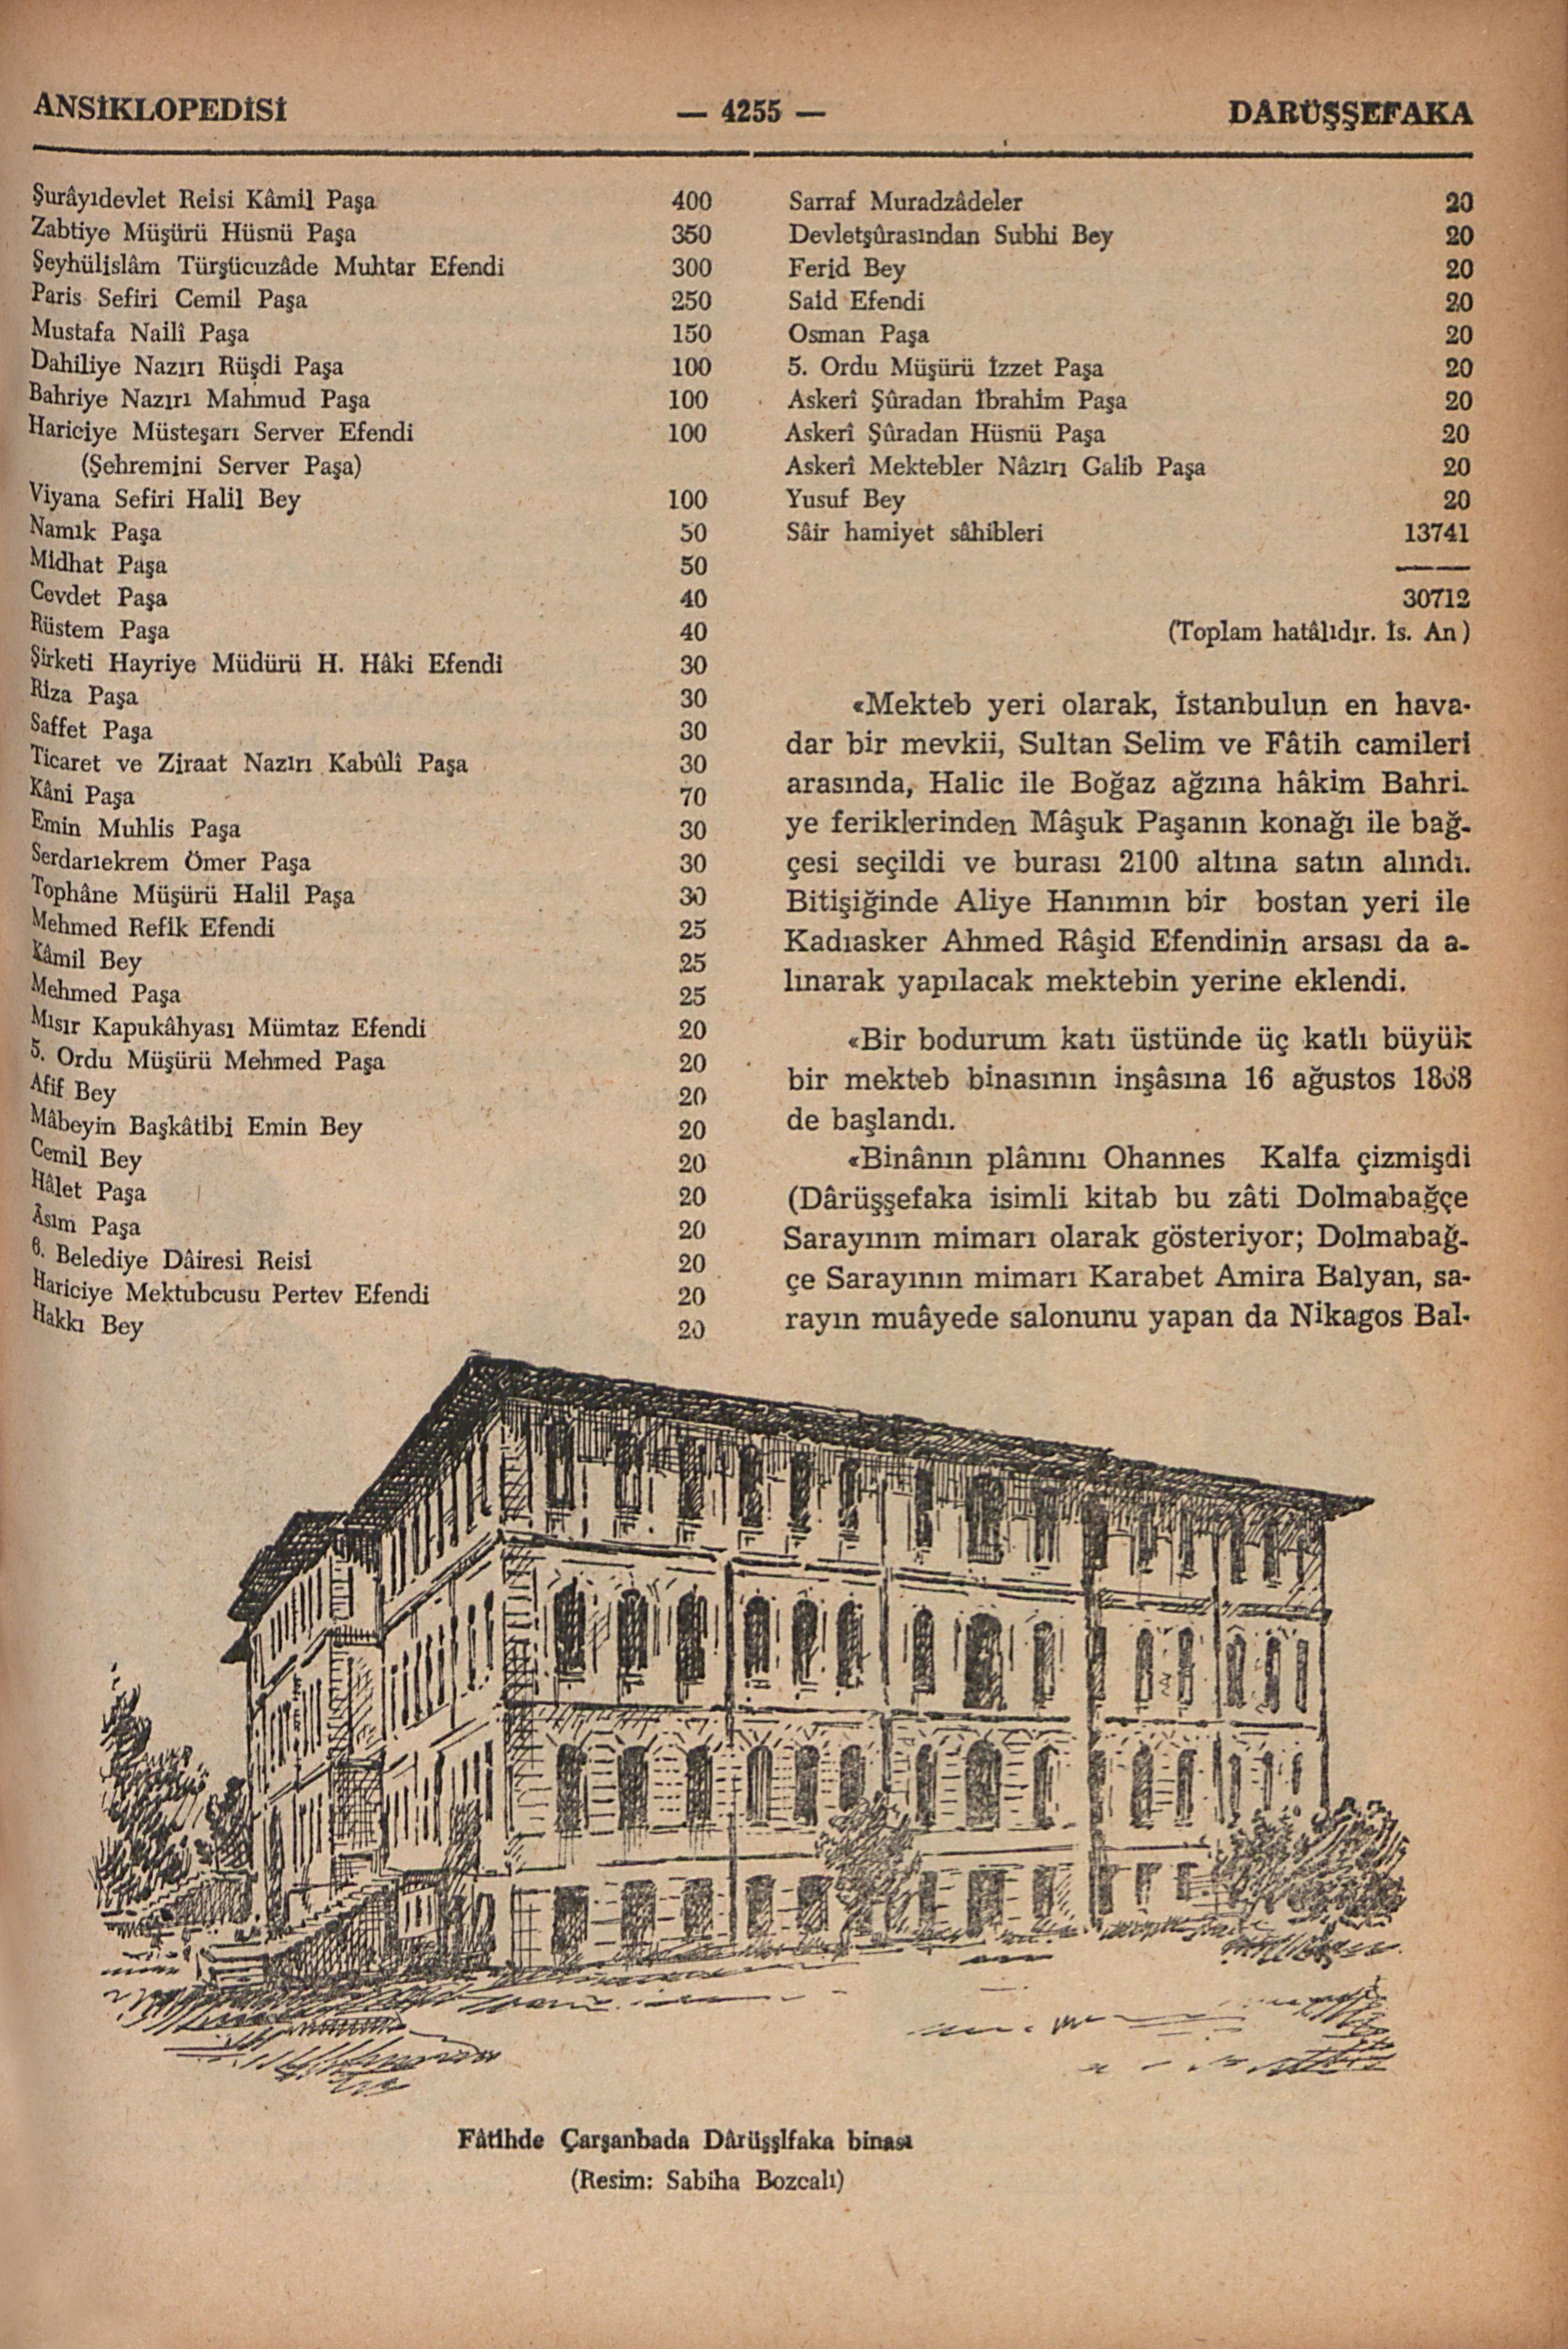 ANSİKLOPEDİSİ — 4255 — DARÜŞŞEFAKA
Şurâyıdevlet Reisi Kâmil Paşa 400
Zabtiye Müşürü Hüsnü Paşa 350
Şeyhülislâm Türşücuzâde Muhtar Efendi 300
Paris Sefiri Cemil Paşa 250
Mustafa Nailî Paşa 150
Dahiliye Nazırı Rüşdi Paşa 100
Bahriye Nazırı Mahmud Paşa 100
Hariciye Müsteşarı Server Efendi 100
(Şehremini Server Paşa)
Viyana Sefiri Halil Bey 100
Namık Paşa 50
Midhat Paşa 50
Cevdet Paşa 40
Rüstem Paşa 40
Şirketi Hayriye Müdürü H. Hâki Efendi 30
Rıza Paşa 30
Saffet Paşa 30
Ticaret ve Ziraat Nazırı Kabûlî Paşa 30
Kâni Paşa 70
Emin Muhlis Paşa 30
Serdarıekrem Ömer Paşa 30
Tophâne Müşürü Halil Paşa 30
Mehmed Refik Efendi 25
Kâmil Bey 25
Mehmed Paşa 25
Mısır Kapukâhyası Mümtaz Efendi 20
5. Ordu Müşürü Mehmed Paşa 20
Afif Bey 20
Mâbeyin Başkâtibi Emin Bey 20
Cemil Bey 20
Hâlet Paşa 20
Âsım Paşa 20
6. Belediye Dâiresi Reisi 20
Hariciye Mektubcusu Pertev Efendi 20
Hakkı Bey 20
Sarraf Muradzâdeler 20
Devletşûrasından Subhi Bey 20
Ferid Bey 20
Said Efendi 20
Osman Paşa 20
5. Ordu Müşürü İzzet Paşa 20
Askerî Şûradan İbrahim Paşa 20
Askerî Şûradan Hüsnü Paşa 20
Askerî Mektebler Nâzırı Galib Paşa 20
Yusuf Bey 20
Sâir hamiyet sâhibleri 13741
30712
(Toplam hatâlıdır. İs. An)
«Mekteb yeri olarak, İstanbulun en hava-
dar bir mevkii, Sultan Selim ve Fâtih camileri
arasında, Halic ile Boğaz ağzına hâkim Bahri-
ye feriklerinden Mâşuk Paşanın konağı ile bağ-
çesi seçildi ve burası 2100 altına satın alındı.
Bitişiğinde Aliye Hanımın bir bostan yeri ile
Kadıasker Ahmed Râşid Efendinin arsası da a-
lınarak yapılacak mektebin yerine eklendi.
«Bir bodurum katı üstünde üç katlı büyük
bir mekteb binasının inşâsına 16 ağustos 1868
de başlandı.
«Binânın plânını Ohannes Kalfa çizmişdi
(Dârüşşefaka isimli kitab bu zâti Dolmabağçe
Sarayının mimarı olarak gösteriyor; Dolmabağ-
çe Sarayının mimarı Karabet Amira Balyan, sa-
rayın muâyede salonunu yapan da Nikagos Bal-
Fâtihde Çarşanbada Dârüşşifaka binası
(Resim: Sabiha Bozcalı)